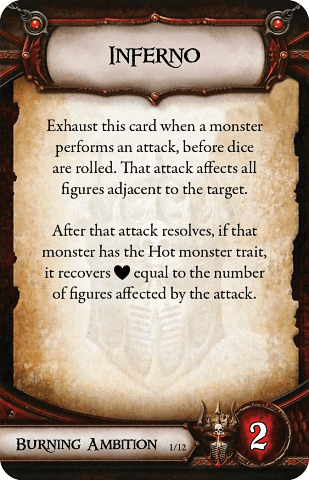 Inferno
Exhaust this card when a monster
performs an attack, before dice
are rolled. That attack affects all
figures adjacent to the target.
After that attack resolves, if that
monster has the Hot monster trait,
it recovers ♥ equal to the number
of figures affected by the attack.
Burning Ambition 1/12 2